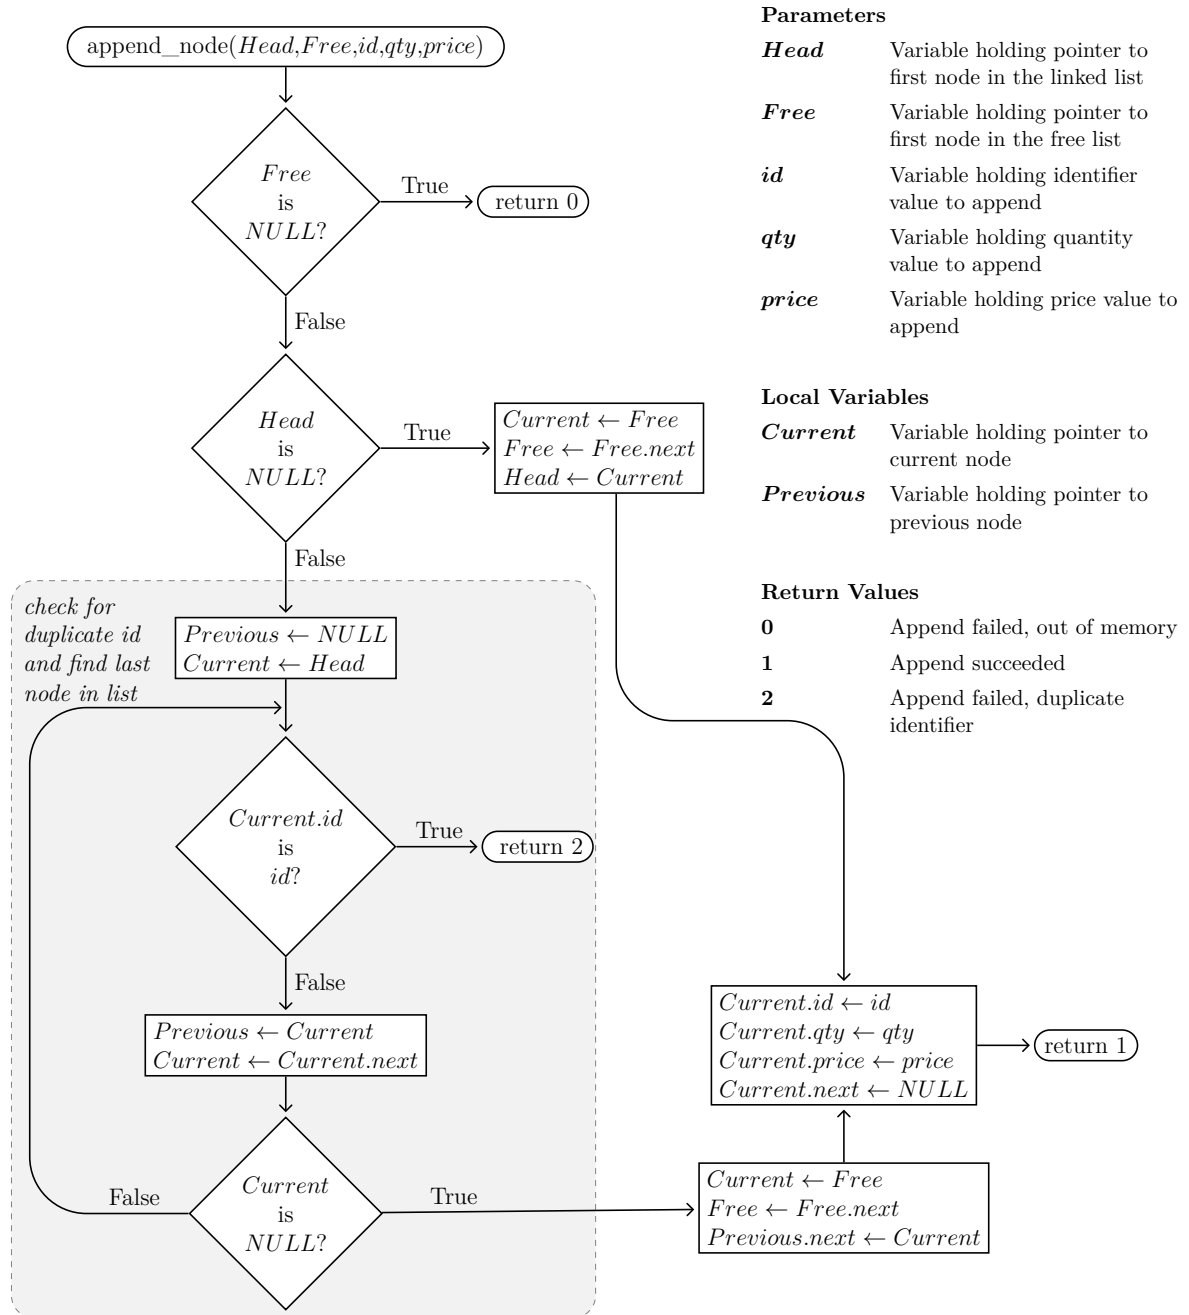 append_node(Head,Free,id,qty,price)
Free
is
NULL?
True
return 0
False
Head
is
NULL?
True
Current ← Free
Free ← Free.next
Head ← Current
False
check for
duplicate id
and find last
node in list
Previous ← NULL
Current ← Head
Current.id
is
id?
True
return 2
False
Previous ← Current
Current ← Current.next
Current
is
NULL?
False
True
Current ← Free
Free ← Free.next
Previous.next ← Current
Current.id ← id
Current.qty ← qty
Current.price ← price
Current.next ← NULL
return 1
Parameters
Head Variable holding pointer to
first node in the linked list
Free Variable holding pointer to
first node in the free list
id Variable holding identifier
value to append
qty Variable holding quantity
value to append
price Variable holding price value to
append
Local Variables
Current Variable holding pointer to
current node
Previous Variable holding pointer to
previous node
Return Values
0 Append failed, out of memory
1 Append succeeded
2 Append failed, duplicate
identifier